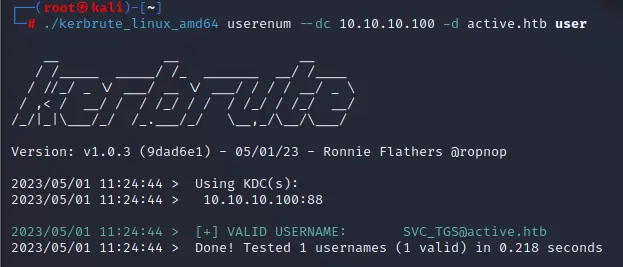 (root㉿kali)-[~]
# ./kerbrute_linux_amd64 userenum --dc 10.10.10.100 -d active.htb user
kerbrute
Version: v1.0.3 (9dad6e1) - 05/01/23 - Ronnie Flathers @ropnop
2023/05/01 11:24:44 > Using KDC(s):
2023/05/01 11:24:44 > 10.10.10.100:88
2023/05/01 11:24:44 > [+] VALID USERNAME: SVC_TGS@active.htb
2023/05/01 11:24:44 > Done! Tested 1 usernames (1 valid) in 0.218 seconds